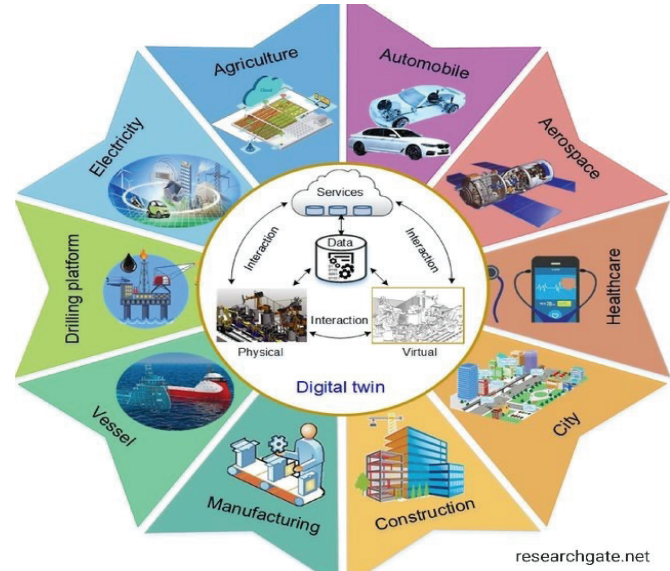 Agriculture
Automobile
Electricity
Aerospace
Services
Interaction
Data
Interaction
Drilling platform
Healthcare
Interaction
Physical
Virtual
Digital twin
Vessel
City
Manufacturing
Construction
researchgate.net